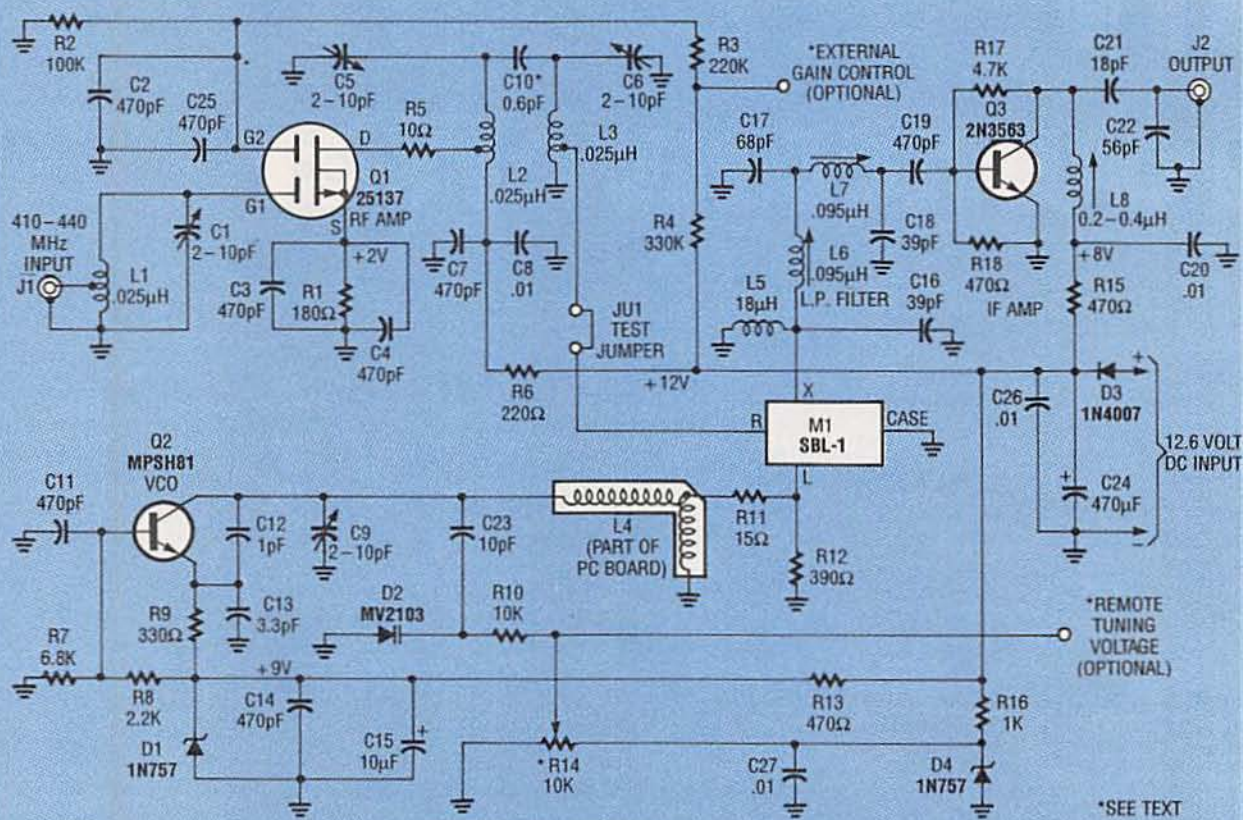 R2
100K
C2
470pF
C25
470pF
G2
G1
D
S
Q1
25137
RF AMP
R5
10Ω
C5
2–10pF
C10*
0.6pF
C6
2–10pF
L3
.025µH
L2
.025µH
410–440
MHz
INPUT
J1
L1
.025µH
C1
2–10pF
C3
470pF
R1
180Ω
+2V
C4
470pF
C7
470pF
C8
.01
R6
220Ω
JU1
TEST
JUMPER
+12V
R3
220K
*EXTERNAL
GAIN CONTROL
(OPTIONAL)
R4
330K
C17
68pF
L7
.095µH
L6
.095µH
L.P. FILTER
L5
18µH
C18
39pF
C16
39pF
C19
470pF
R17
4.7K
Q3
2N3563
R18
470Ω
IF AMP
C21
18pF
J2
OUTPUT
C22
56pF
L8
0.2–0.4µH
+8V
C20
.01
R15
470Ω
C26
.01
D3
1N4007
+
–
12.6 VOLT
DC INPUT
+
C24
470µF
X
R
M1
SBL-1
CASE
L
R11
15Ω
R12
390Ω
L4
(PART OF
PC BOARD)
Q2
MPSH81
VCO
C11
470pF
C12
1pF
C9
2–10pF
C23
10pF
C13
3.3pF
D2
MV2103
R10
10K
R9
330Ω
R7
6.8K
R8
2.2K
+9V
D1
1N757
C14
470pF
C15
10µF
+
R13
470Ω
*R14
10K
C27
.01
R16
1K
D4
1N757
*REMOTE
TUNING
VOLTAGE
(OPTIONAL)
*SEE TEXT